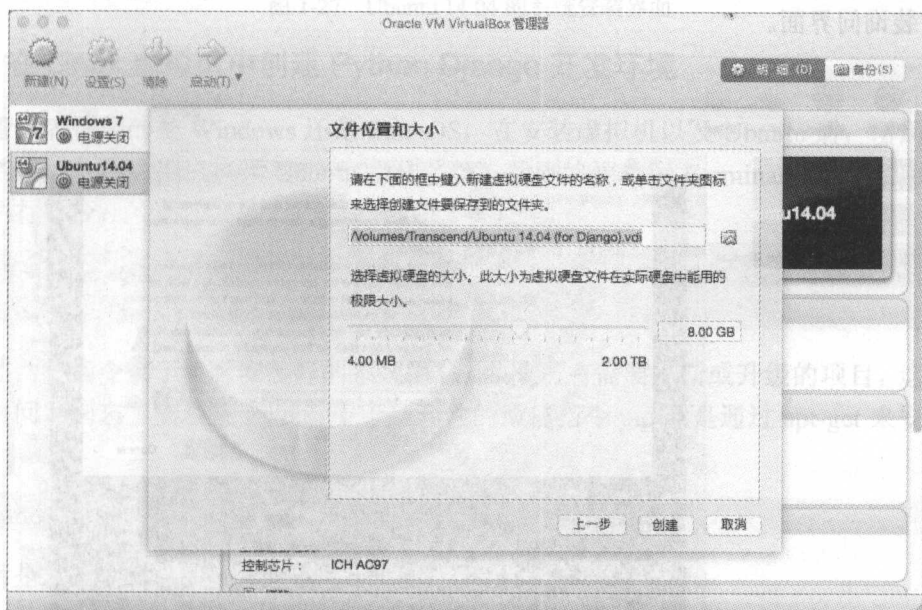 装调问界面。
Oracle VM VirtualBox 管理器
新建(N) 设置(S) 清除 启动(T)
明细(D) 备份(S)
Windows 7
电源关闭
Ubuntu14.04
电源关闭
文件位置和大小
请在下面的框中键入新建虚拟硬盘文件的名称，或单击文件夹图标
来选择创建文件要保存到的文件夹。
/Volumes/Transcend/Ubuntu 14.04 (for Django).vdi
u14.04
选择虚拟硬盘的大小。此大小为虚拟硬盘文件在实际硬盘中能用的
极限大小。
8.00 GB
4.00 MB 2.00 TB
上一步 创建 取消
控制芯片： ICH AC97